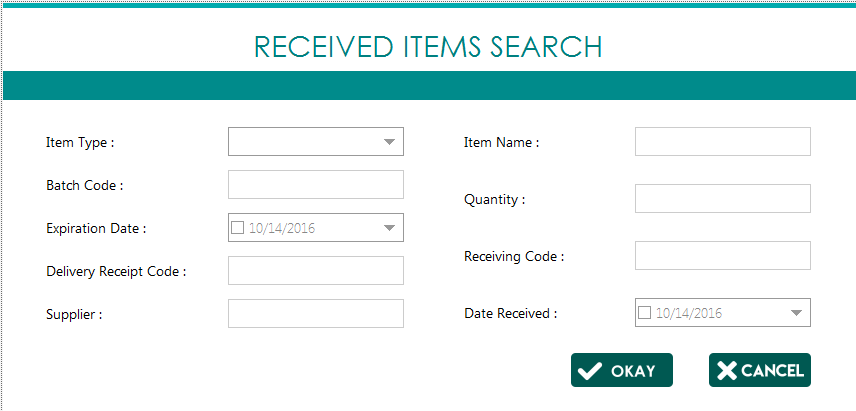 RECEIVED ITEMS SEARCH
Item Type :
Batch Code :
Expiration Date : 10/14/2016
Delivery Receipt Code :
Supplier :
Item Name :
Quantity :
Receiving Code :
Date Received : 10/14/2016
OKAY
CANCEL